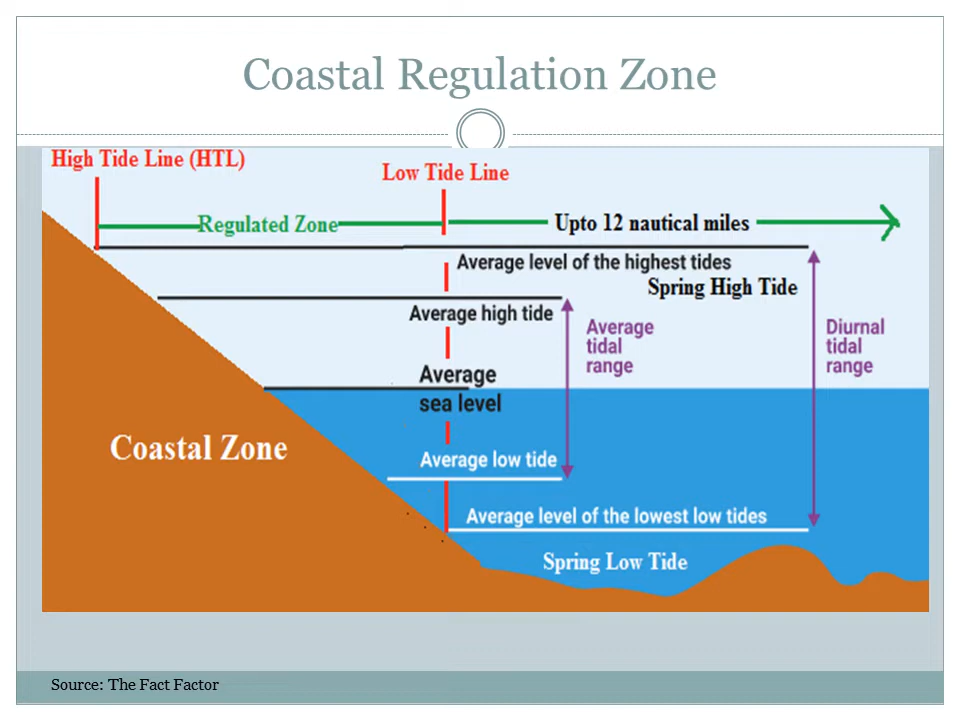 Coastal Regulation Zone
High Tide Line (HTL)
Low Tide Line
Regulated Zone
Upto 12 nautical miles
Average level of the highest tides
Spring High Tide
Average high tide
Average
tidal
range
Diurnal
tidal
range
Average
sea level
Coastal Zone
Average low tide
Average level of the lowest low tides
Spring Low Tide
Source: The Fact Factor